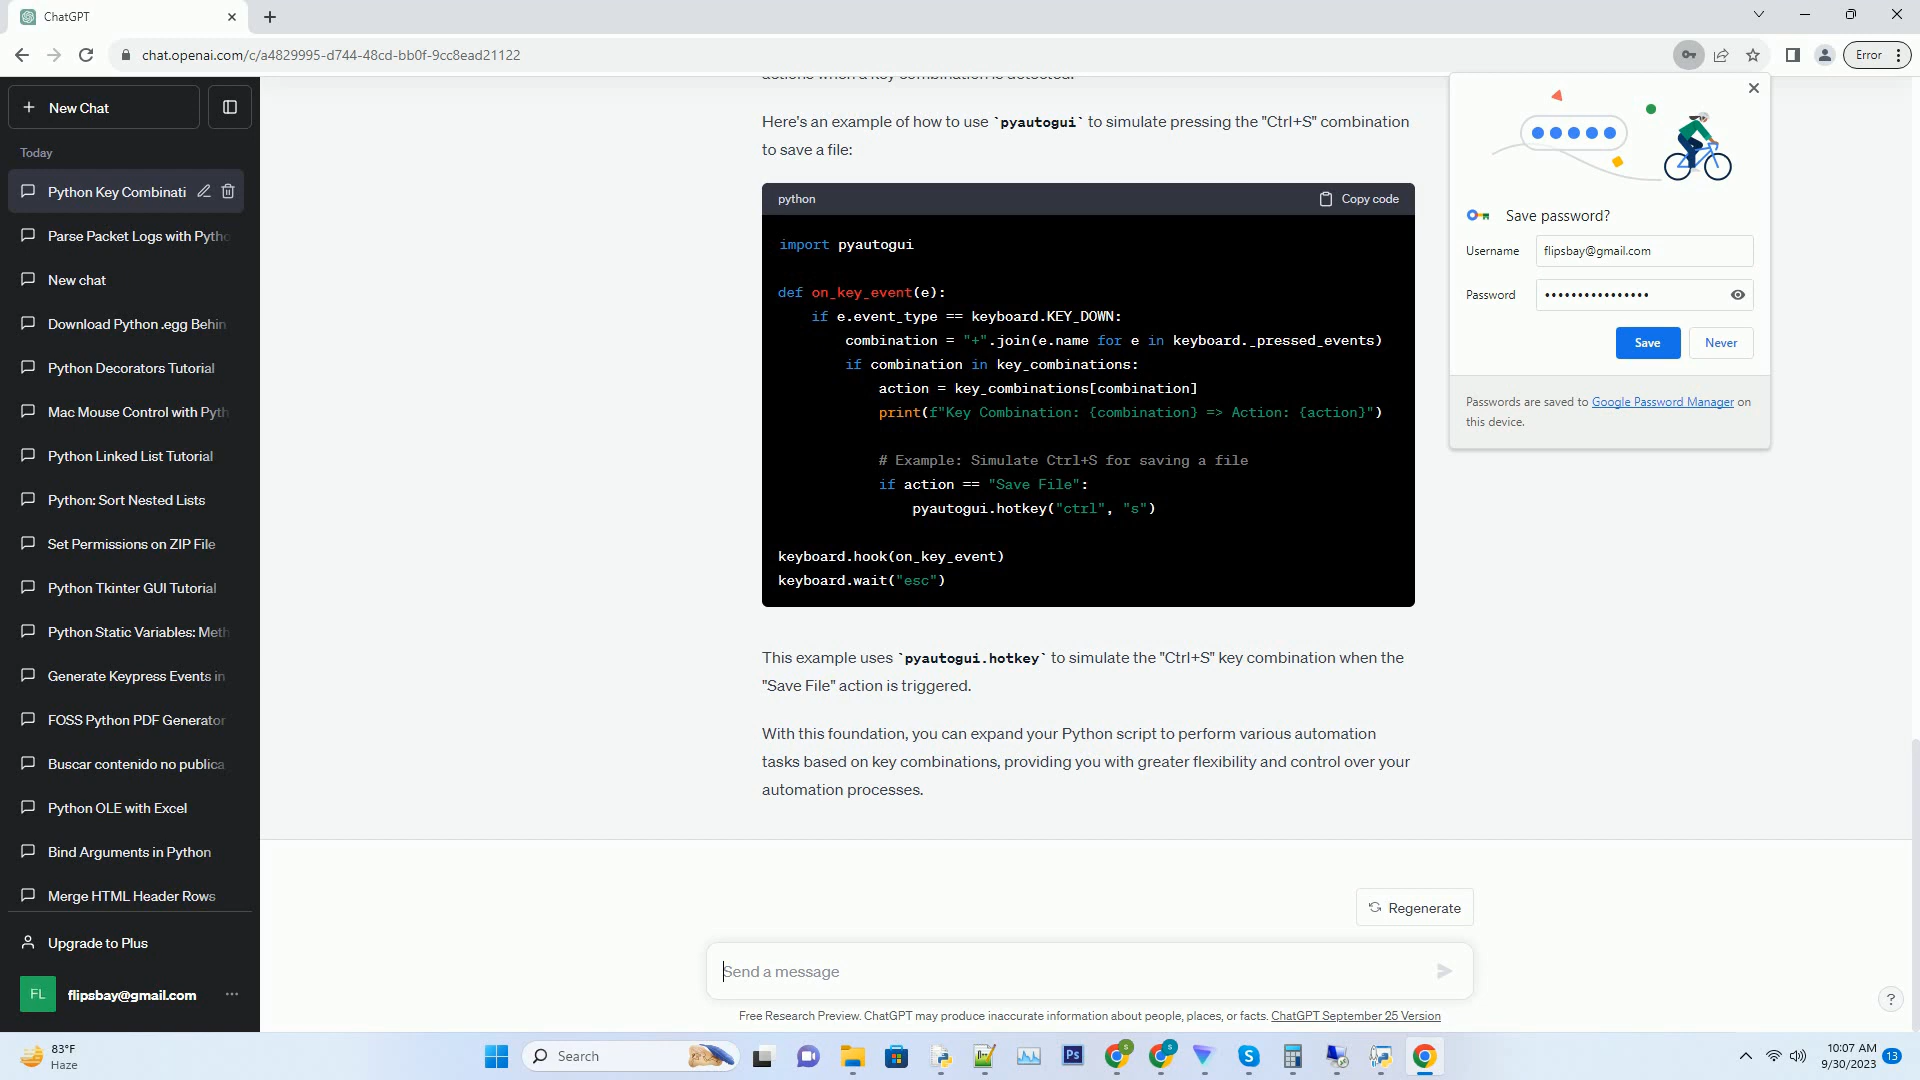 ChatGPT
chat.openai.com/c/a4829995-d744-48cd-bb0f-9cc8ead21122
Error
New Chat
Today
Python Key Combinati
Parse Packet Logs with Pytho
New chat
Download Python .egg Behin
Python Decorators Tutorial
Mac Mouse Control with Pyth
Python Linked List Tutorial
Python: Sort Nested Lists
Set Permissions on ZIP File
Python Tkinter GUI Tutorial
Python Static Variables: Meth
Generate Keypress Events in
FOSS Python PDF Generator
Buscar contenido no publica
Python OLE with Excel
Bind Arguments in Python
Merge HTML Header Rows
Upgrade to Plus
FL flipsbay@gmail.com
actions when a key combination is detected.
Here's an example of how to use `pyautogui` to simulate pressing the "Ctrl+S" combination
to save a file:
python
Copy code
import pyautogui
def on_key_event(e):
if e.event_type == keyboard.KEY_DOWN:
combination = "+".join(e.name for e in keyboard._pressed_events)
if combination in key_combinations:
action = key_combinations[combination]
print(f"Key Combination: {combination} => Action: {action}")
# Example: Simulate Ctrl+S for saving a file
if action == "Save File":
pyautogui.hotkey("ctrl", "s")
keyboard.hook(on_key_event)
keyboard.wait("esc")
This example uses `pyautogui.hotkey` to simulate the "Ctrl+S" key combination when the
"Save File" action is triggered.
With this foundation, you can expand your Python script to perform various automation
tasks based on key combinations, providing you with greater flexibility and control over your
automation processes.
Regenerate
Send a message
Free Research Preview. ChatGPT may produce inaccurate information about people, places, or facts. ChatGPT September 25 Version
?
Save password?
Username flipsbay@gmail.com
Password ••••••••••••••••
Save
Never
Passwords are saved to Google Password Manager on
this device.
83°F
Haze
Search
Ps
S
10:07 AM
9/30/2023
13